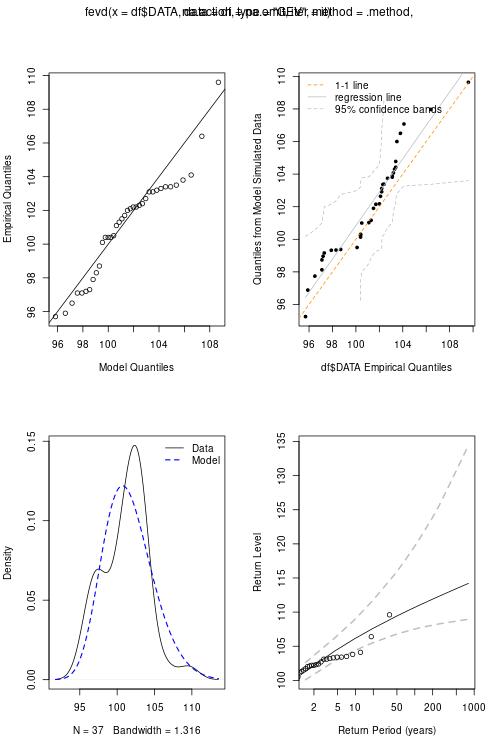 fevd(x = df$DATA,
method = .method,
110
108
106
104
102
100
98
96
Empirical Quantiles
96 98 100 104 108
Model Quantiles
1-1 line
regression line
95% confidence bands
110
108
106
104
102
100
98
96
Quantiles from Model Simulated Data
96 98 100 104 108
df$DATA Empirical Quantiles
Data
Model
0.15
0.10
0.05
0.00
Density
95 100 105 110
N = 37 Bandwidth = 1.316
135
130
125
120
115
110
105
100
Return Level
2 5 10 50 200 1000
Return Period (years)